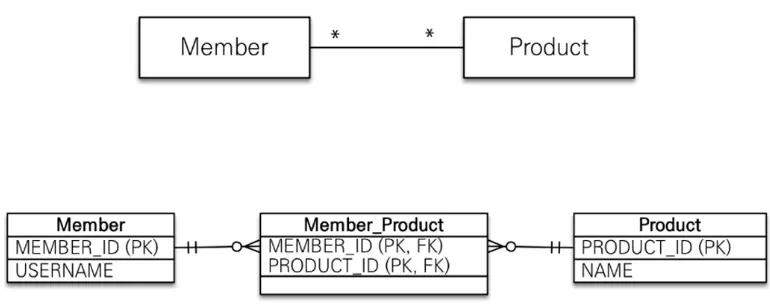 Member * * Product
Member Member_Product Product
MEMBER_ID (PK) MEMBER_ID (PK, FK) PRODUCT_ID (PK)
USERNAME PRODUCT_ID (PK, FK) NAME